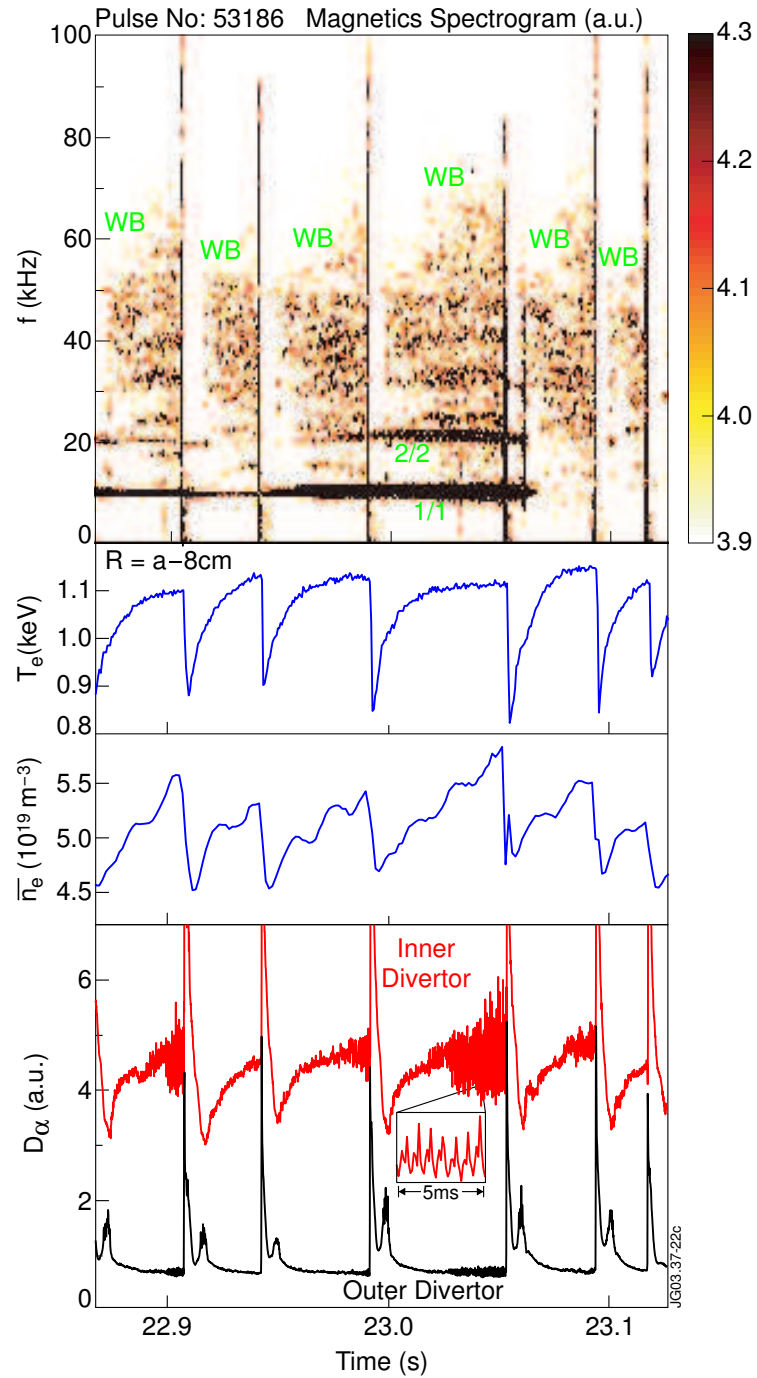 Pulse No: 53186 Magnetics Spectrogram (a.u.)
100
80
60
40
20
0
f (kHz)
WB
WB
WB
WB
WB
WB
2/2
1/1
4.3
4.2
4.1
4.0
3.9
R = a−8cm
1.1
1.0
0.9
0.8
T_e(keV)
5.5
5.0
4.5
n̅_e (10¹⁹ m⁻³)
6
4
2
0
Dα (a.u.)
Inner
Divertor
5ms
Outer Divertor
JG03.37-22c
22.9 23.0 23.1
Time (s)